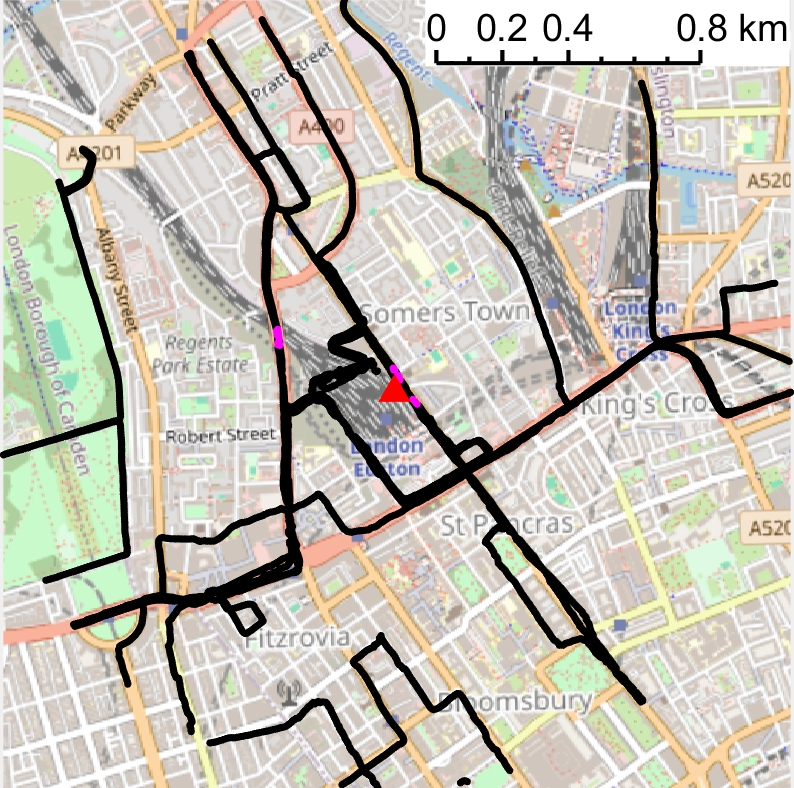 0 0.2 0.4 0.8 km
Regent
Pratt Street
Parkway
A400
A4201
A520
Albany Street
London Borough of Camden
Somers Town
London
King's
Cross
Regents
Park Estate
King's Cross
Robert Street
London
Euston
St Pancras
A520
Fitzrovia
Bloomsbury